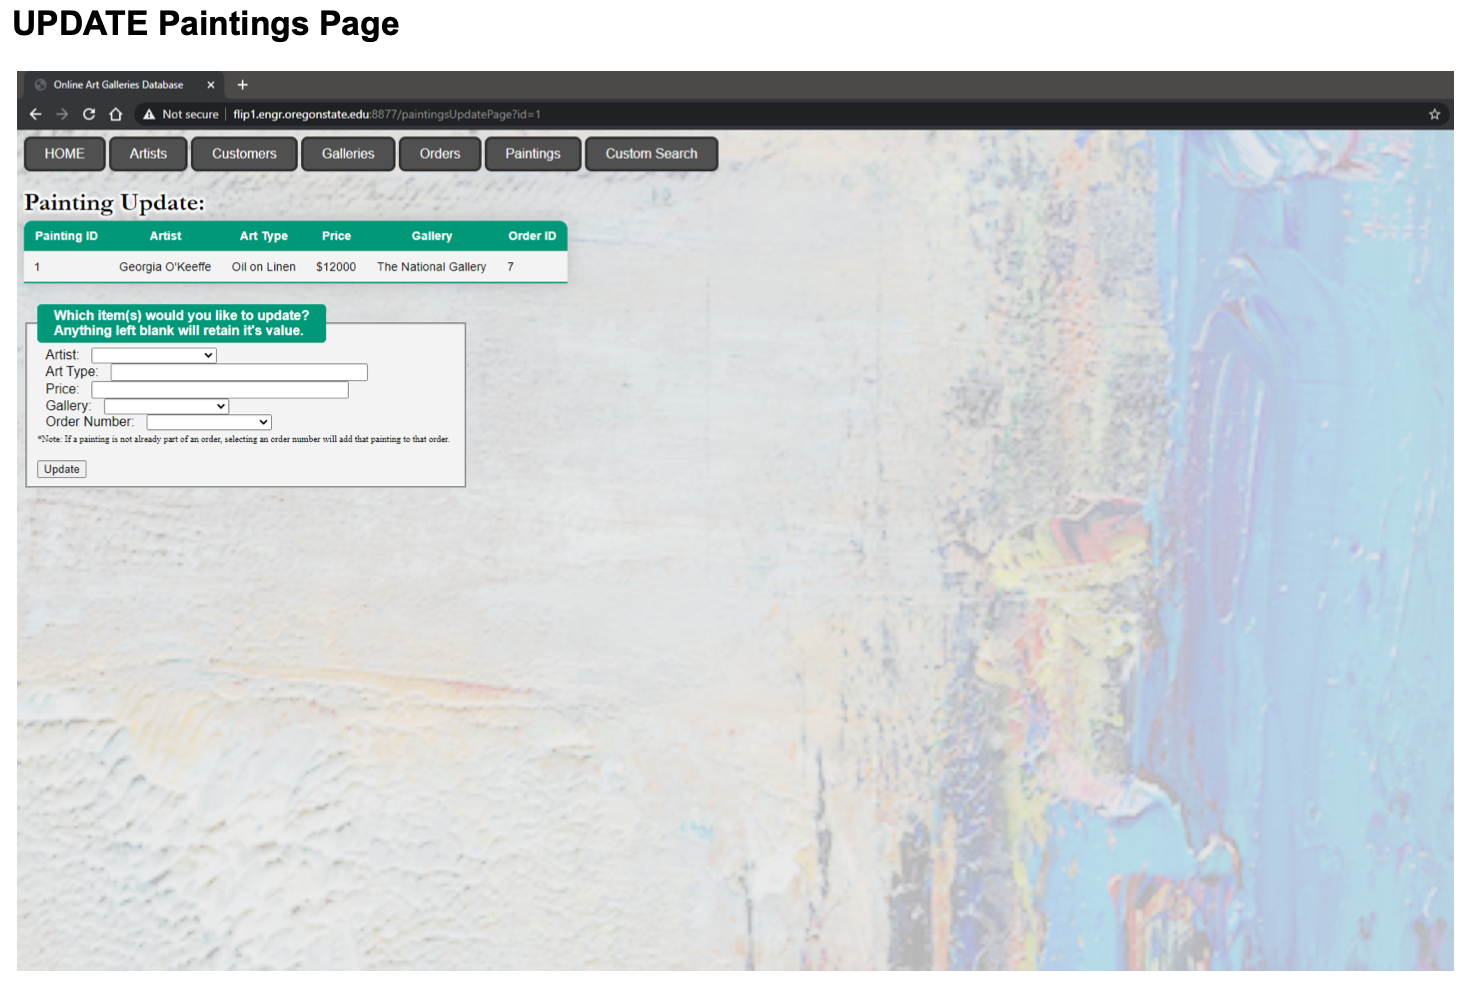 UPDATE Paintings Page
Online Art Galleries Database
Not secure flip1.engr.oregonstate.edu:8877/paintingsUpdatePage?id=1
HOME Artists Customers Galleries Orders Paintings Custom Search
Painting Update:
Painting ID Artist Art Type Price Gallery Order ID
1 Georgia O'Keeffe Oil on Linen $12000 The National Gallery 7
Which item(s) would you like to update?
Anything left blank will retain it's value.
Artist:
Art Type:
Price:
Gallery:
Order Number:
*Note: If a painting is not already part of an order, selecting an order number will add that painting to that order.
Update